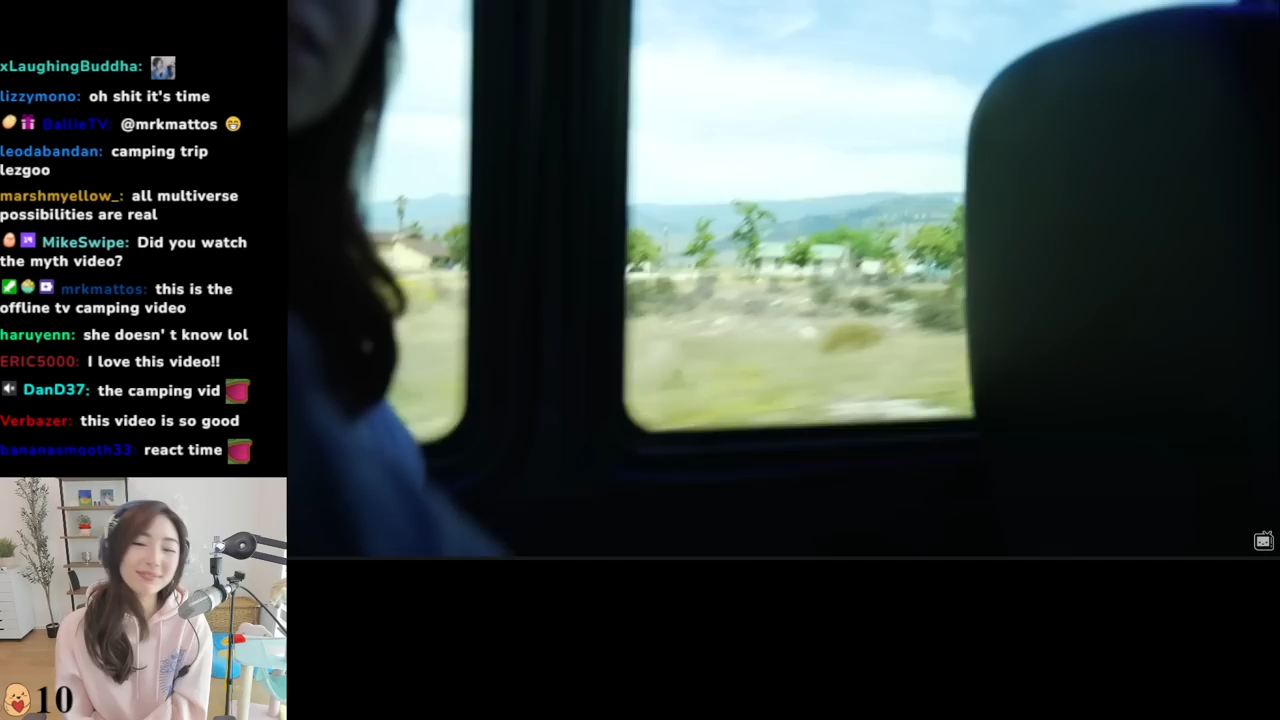 xLaughingBuddha:
lizzymono: oh shit it's time
BallieTV: @mrkmattos
leodabandan: camping trip
lezgoo
marshmyellow_: all multiverse
possibilities are real
MikeSwipe: Did you watch
the myth video?
mrkmattos: this is the
offline tv camping video
haruyenn: she doesn' t know lol
ERIC5000: I love this video!!
DanD37: the camping vid
Verbazer: this video is so good
bananasmooth33: react time
10